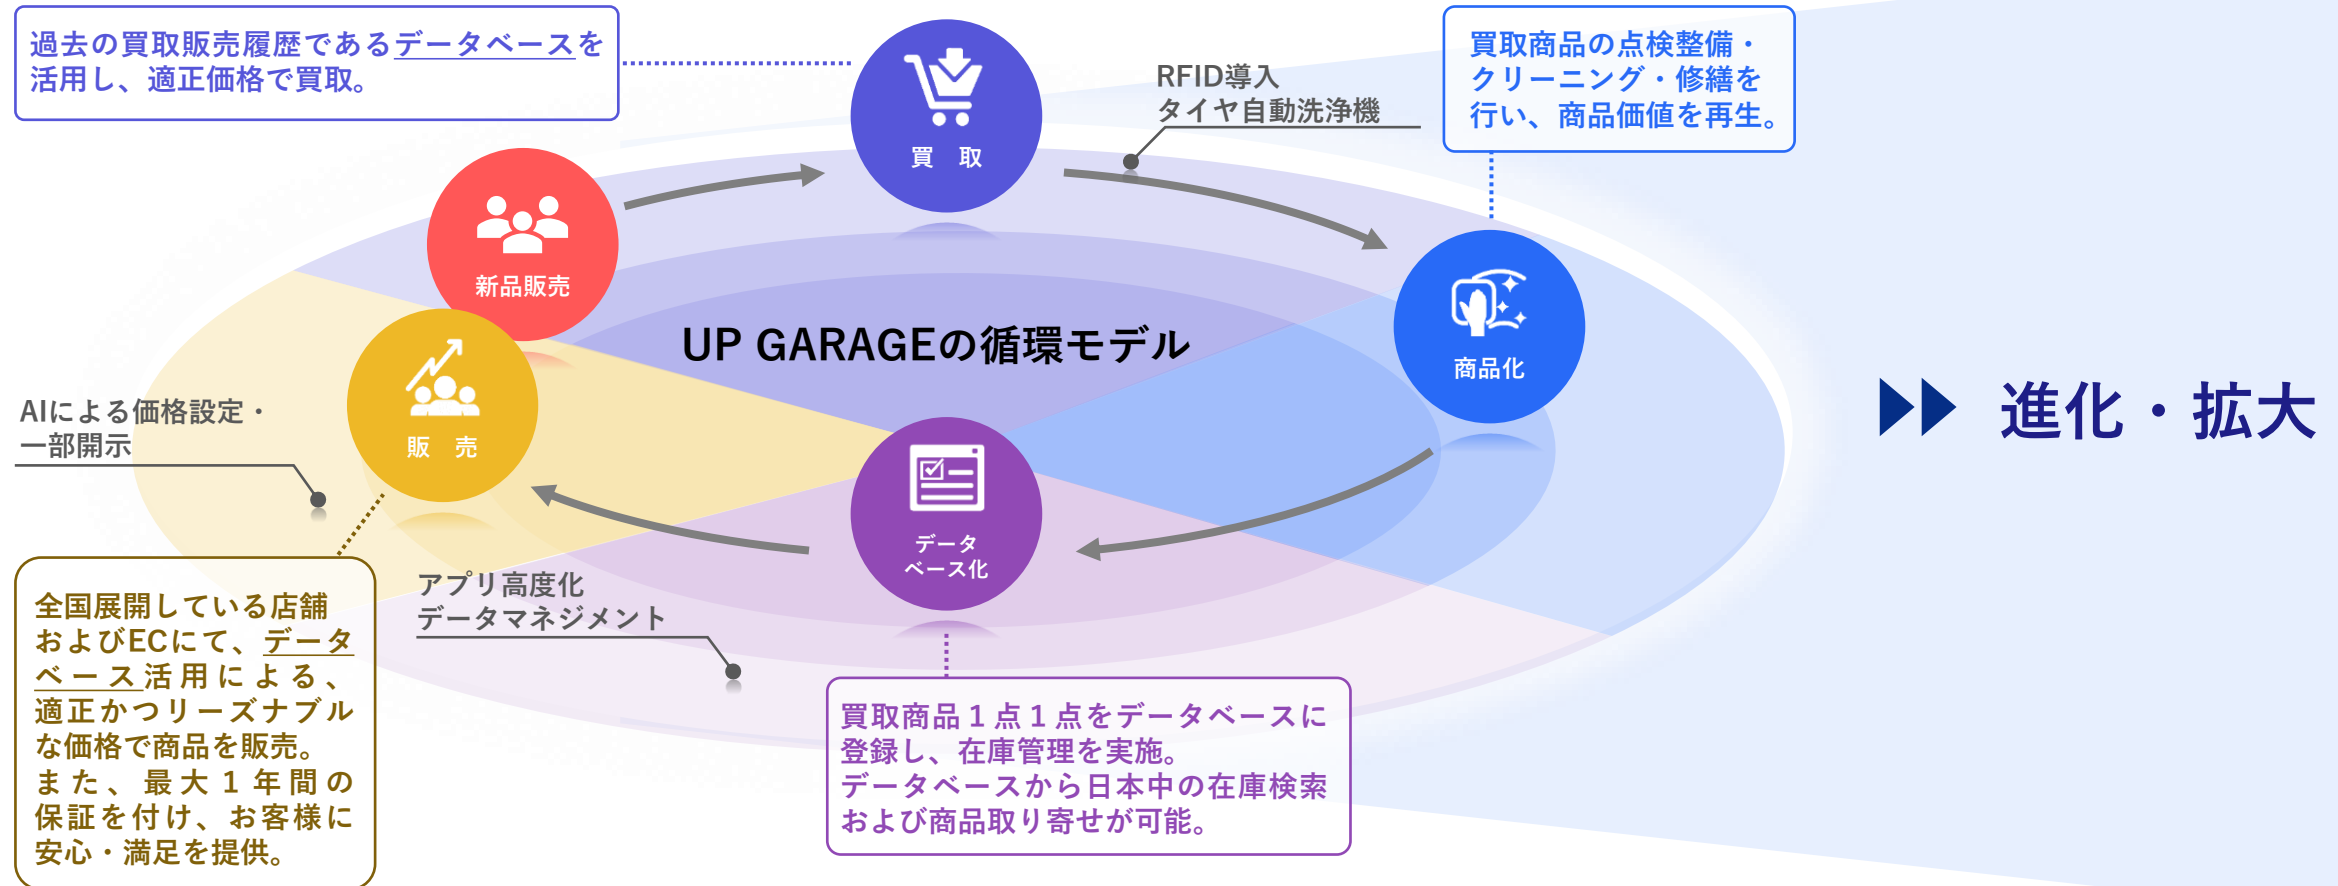 過去の買取販売履歴であるデータベースを
活用し、適正価格で買取。
買　取
RFID導入
タイヤ自動洗浄機
買取商品の点検整備・
クリーニング・修繕を
行い、商品価値を再生。
新品販売
UP GARAGEの循環モデル
商品化
販　売
AIによる価格設定・
一部開示
進化・拡大
データ
ベース化
アプリ高度化
データマネジメント
全国展開している店舗
およびECにて、データ
ベース活用による、
適正かつリーズナブル
な価格で商品を販売。
また、最大１年間の
保証を付け、お客様に
安心・満足を提供。
買取商品１点１点をデータベースに
登録し、在庫管理を実施。
データベースから日本中の在庫検索
および商品取り寄せが可能。